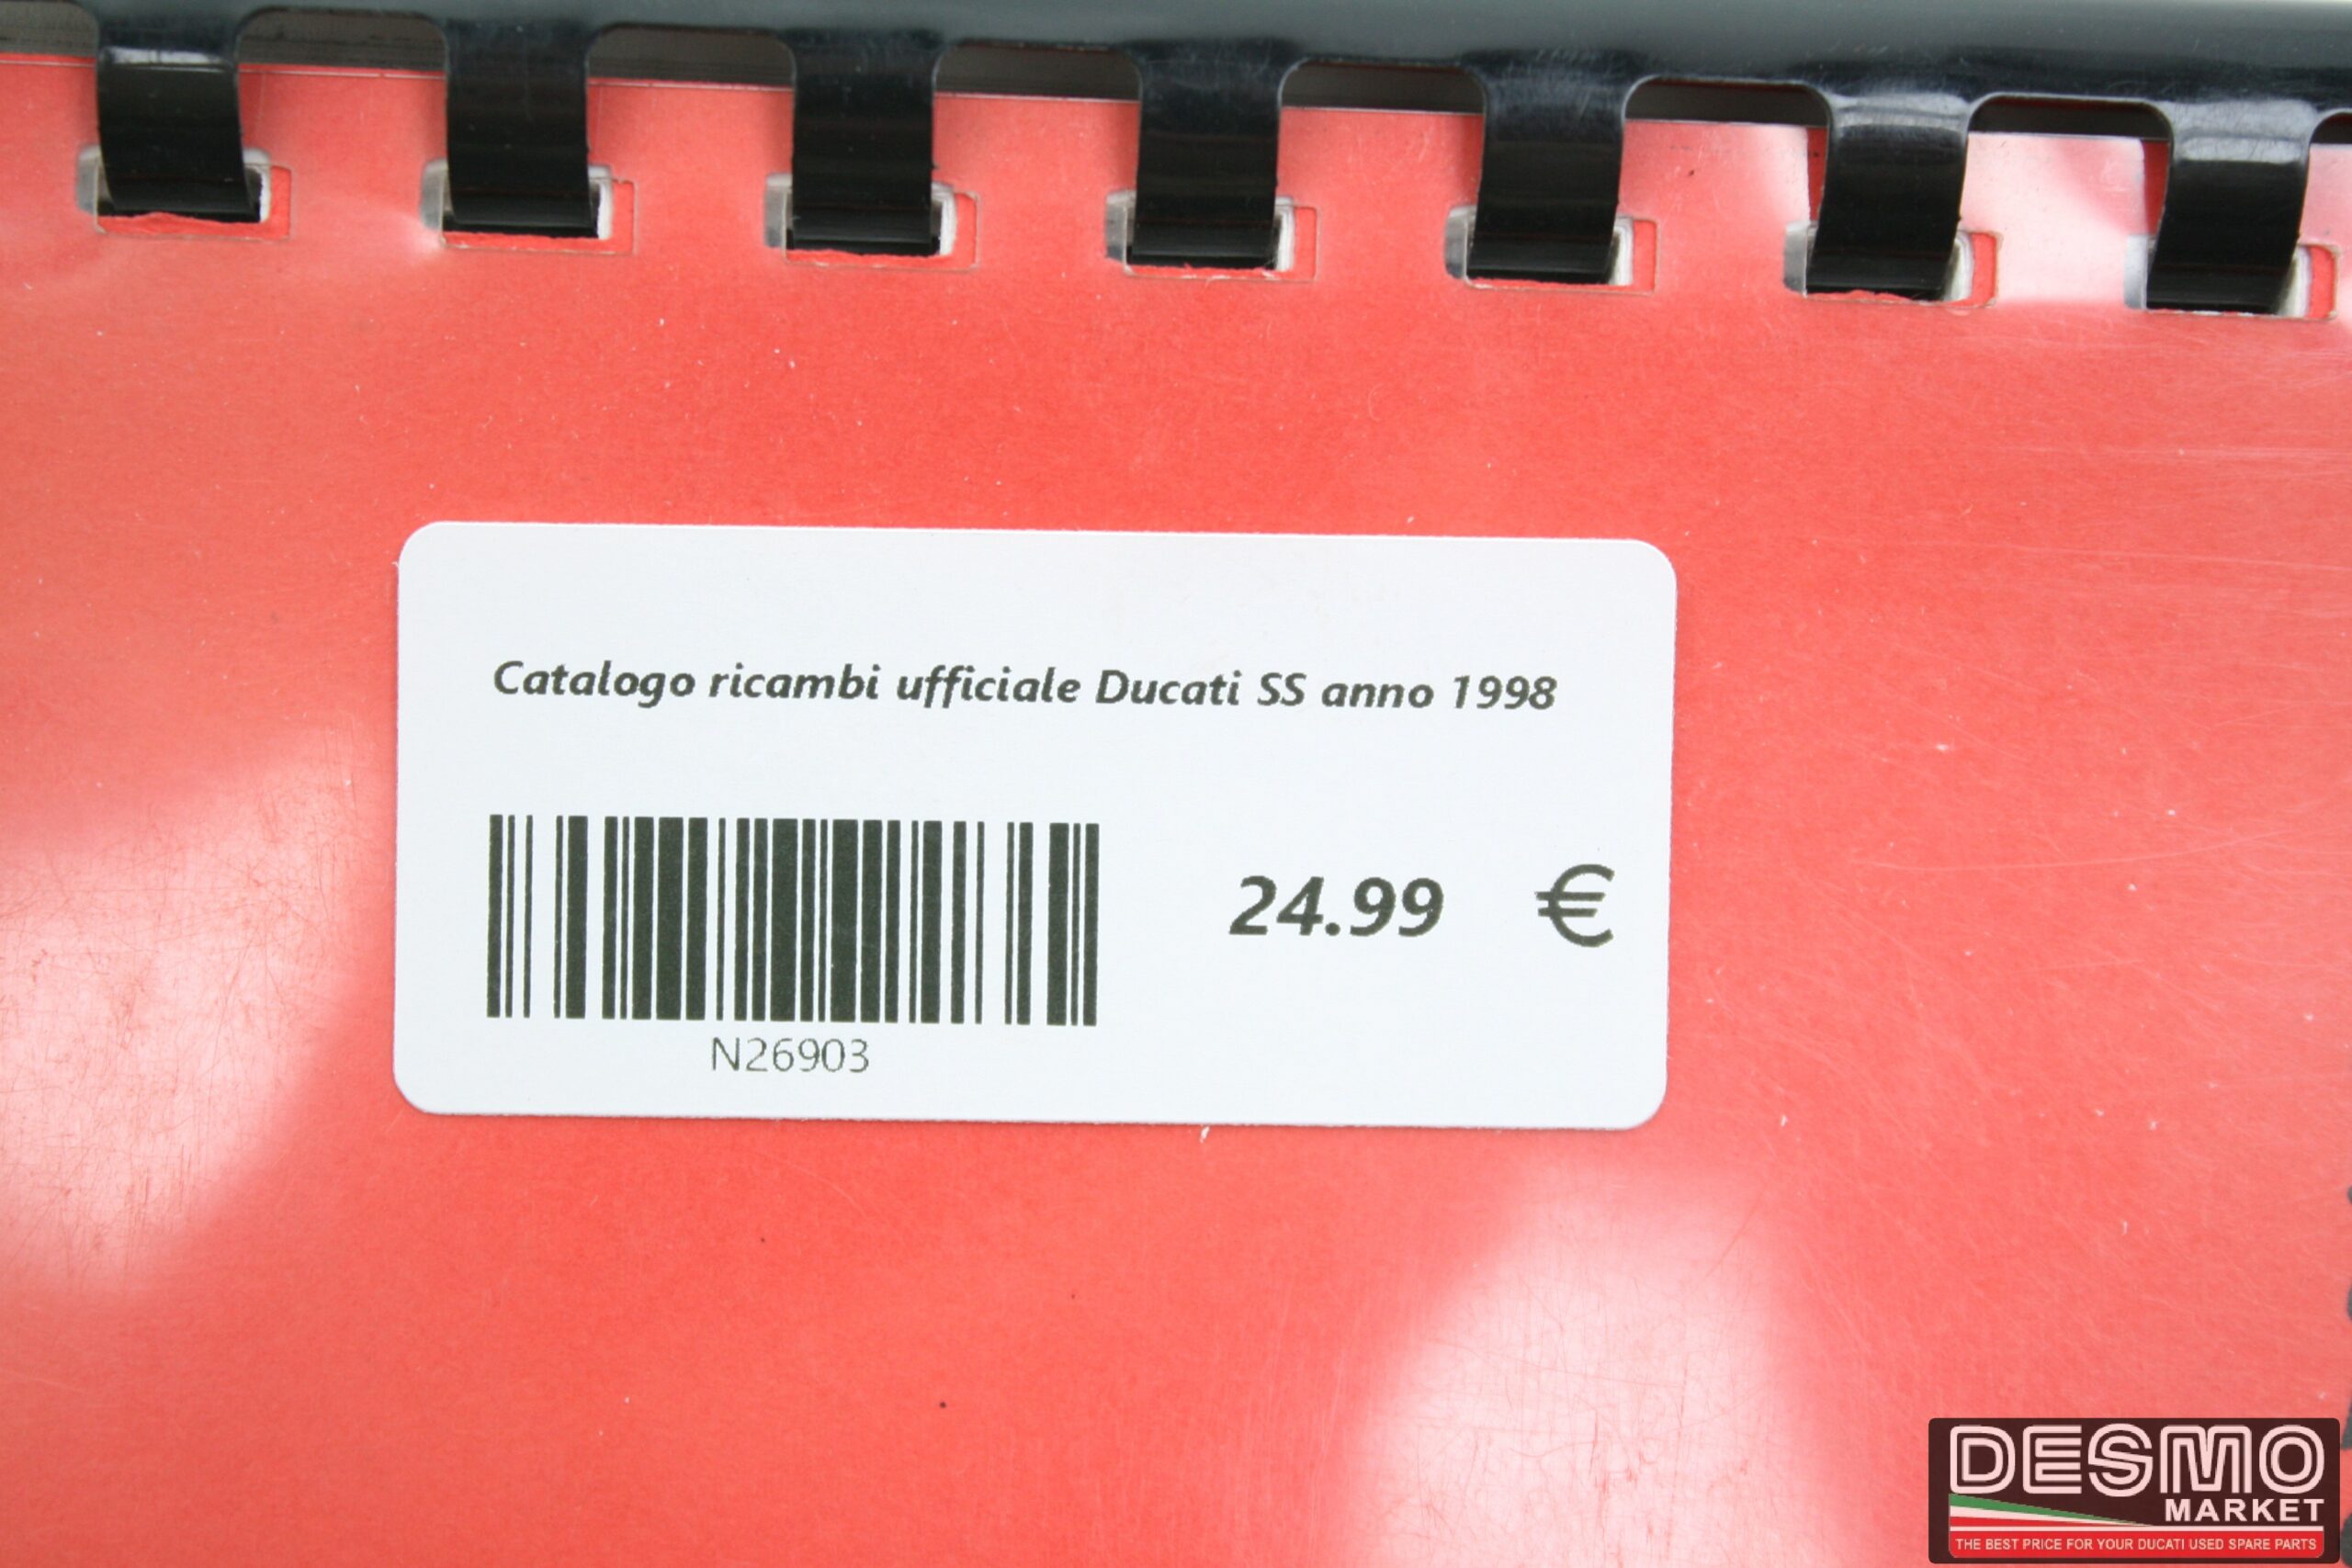 Catalogo ricambi ufficiale Ducati SS anno 1998
24.99 €
N26903
DESMO
MARKET
THE BEST PRICE FOR YOUR DUCATI USED SPARE PARTS